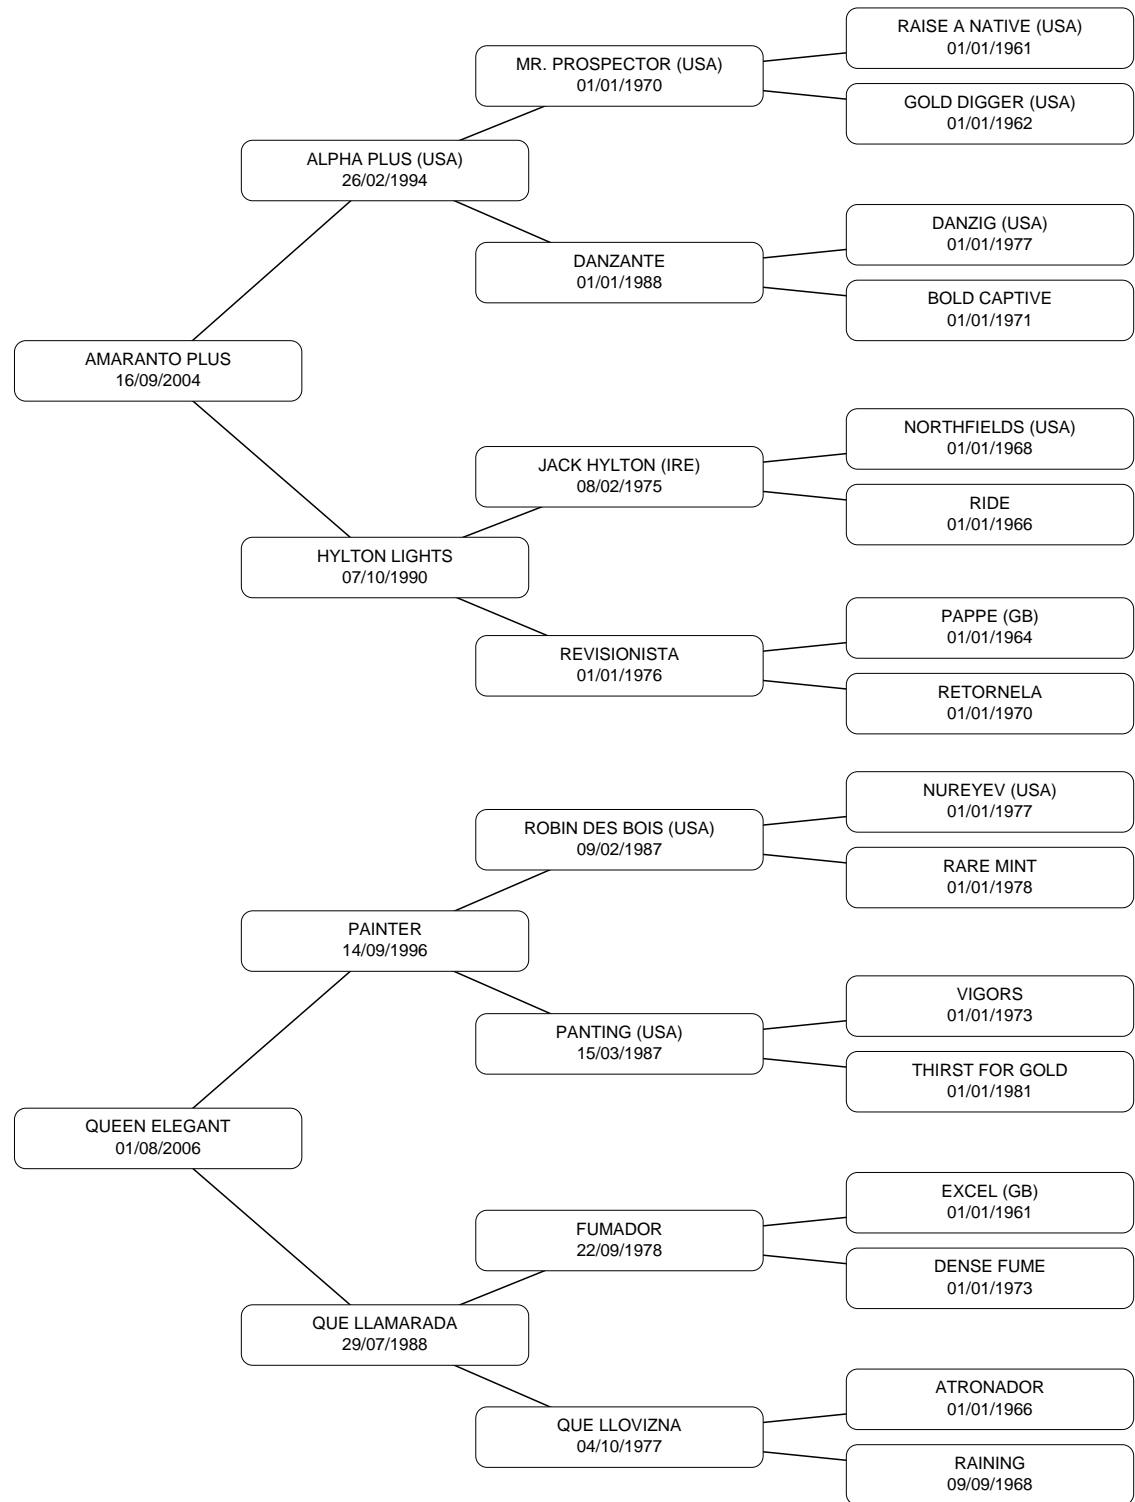 RAISE A NATIVE (USA)
01/01/1961
MR. PROSPECTOR (USA)
01/01/1970
GOLD DIGGER (USA)
01/01/1962
ALPHA PLUS (USA)
26/02/1994
DANZIG (USA)
01/01/1977
DANZANTE
01/01/1988
BOLD CAPTIVE
01/01/1971
AMARANTO PLUS
16/09/2004
NORTHFIELDS (USA)
01/01/1968
JACK HYLTON (IRE)
08/02/1975
RIDE
01/01/1966
HYLTON LIGHTS
07/10/1990
PAPPE (GB)
01/01/1964
REVISIONISTA
01/01/1976
RETORNELA
01/01/1970
NUREYEV (USA)
01/01/1977
ROBIN DES BOIS (USA)
09/02/1987
RARE MINT
01/01/1978
PAINTER
14/09/1996
VIGORS
01/01/1973
PANTING (USA)
15/03/1987
THIRST FOR GOLD
01/01/1981
QUEEN ELEGANT
01/08/2006
EXCEL (GB)
01/01/1961
FUMADOR
22/09/1978
DENSE FUME
01/01/1973
QUE LLAMARADA
29/07/1988
ATRONADOR
01/01/1966
QUE LLOVIZNA
04/10/1977
RAINING
09/09/1968